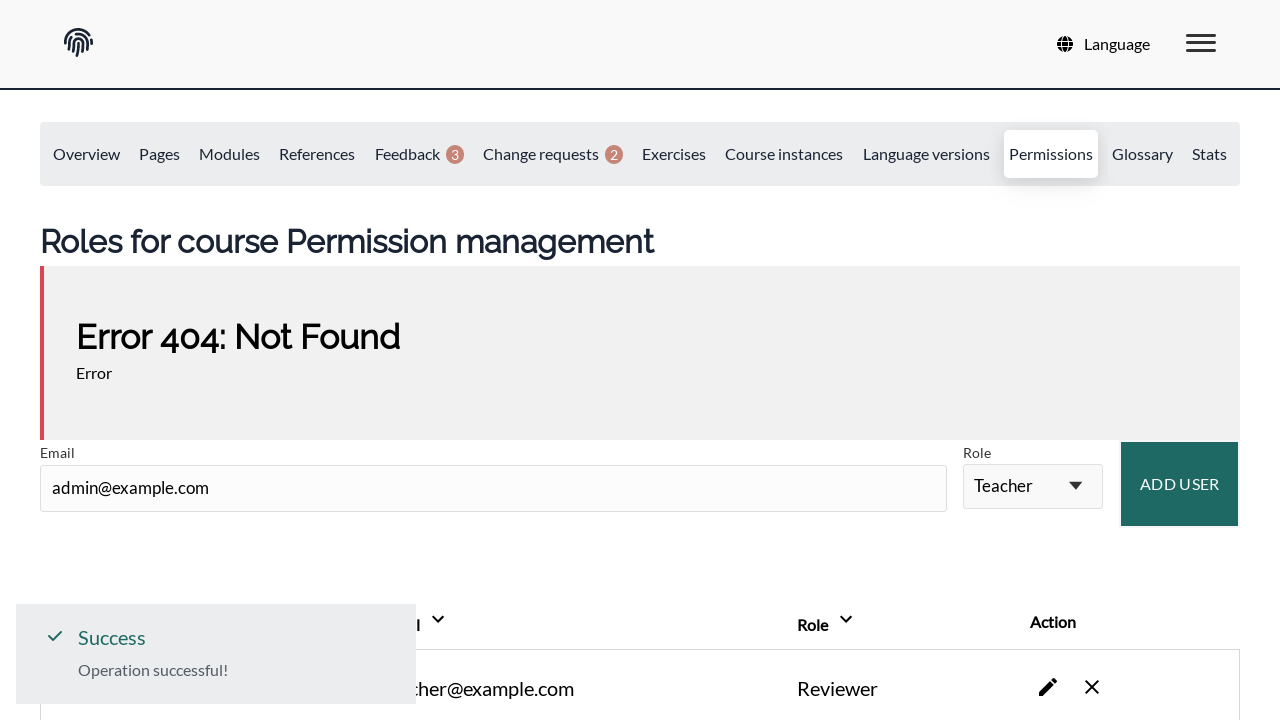 Language
Overview Pages Modules References Feedback 3 Change requests 2 Exercises Course instances Language versions Permissions Glossary Stats
Roles for course Permission management
Error 404: Not Found
Error
Email
Role
admin@example.com
Teacher
ADD USER
Role
Action
Success
Operation successful!
cher@example.com
Reviewer